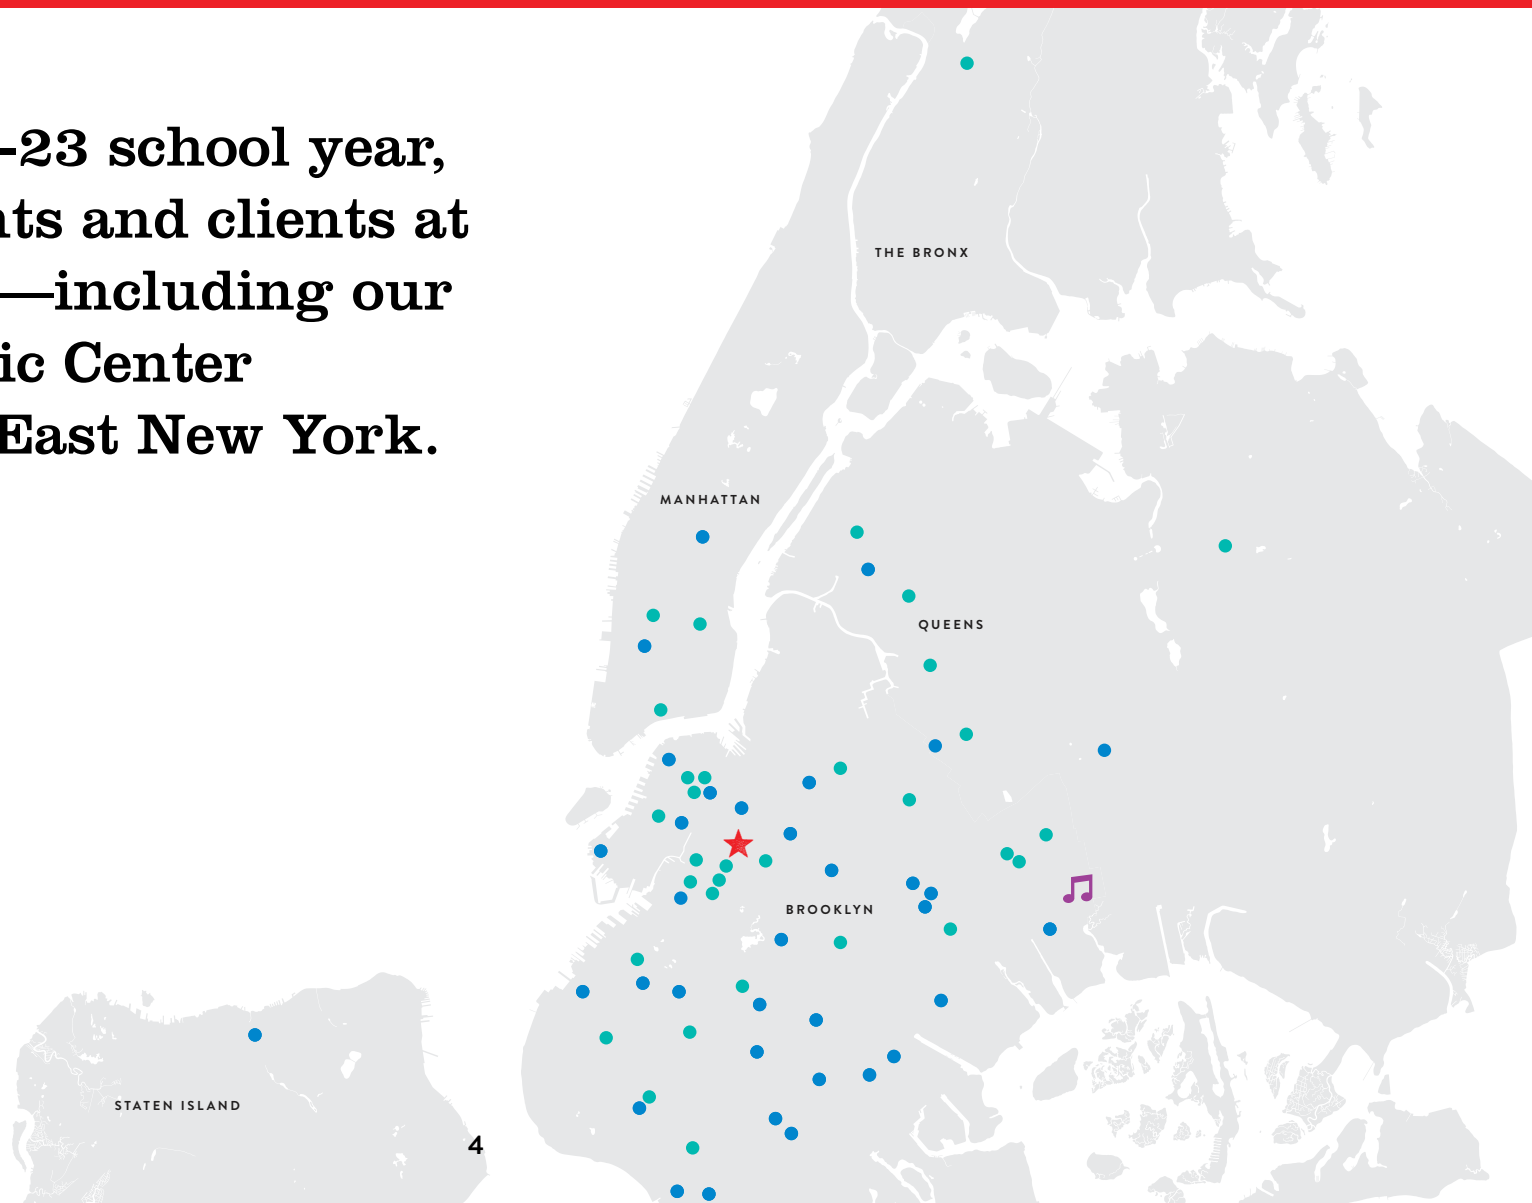 -23 school year,
nts and clients at
—including our
ic Center
East New York.
THE BRONX
MANHATTAN
QUEENS
BROOKLYN
STATEN ISLAND
4